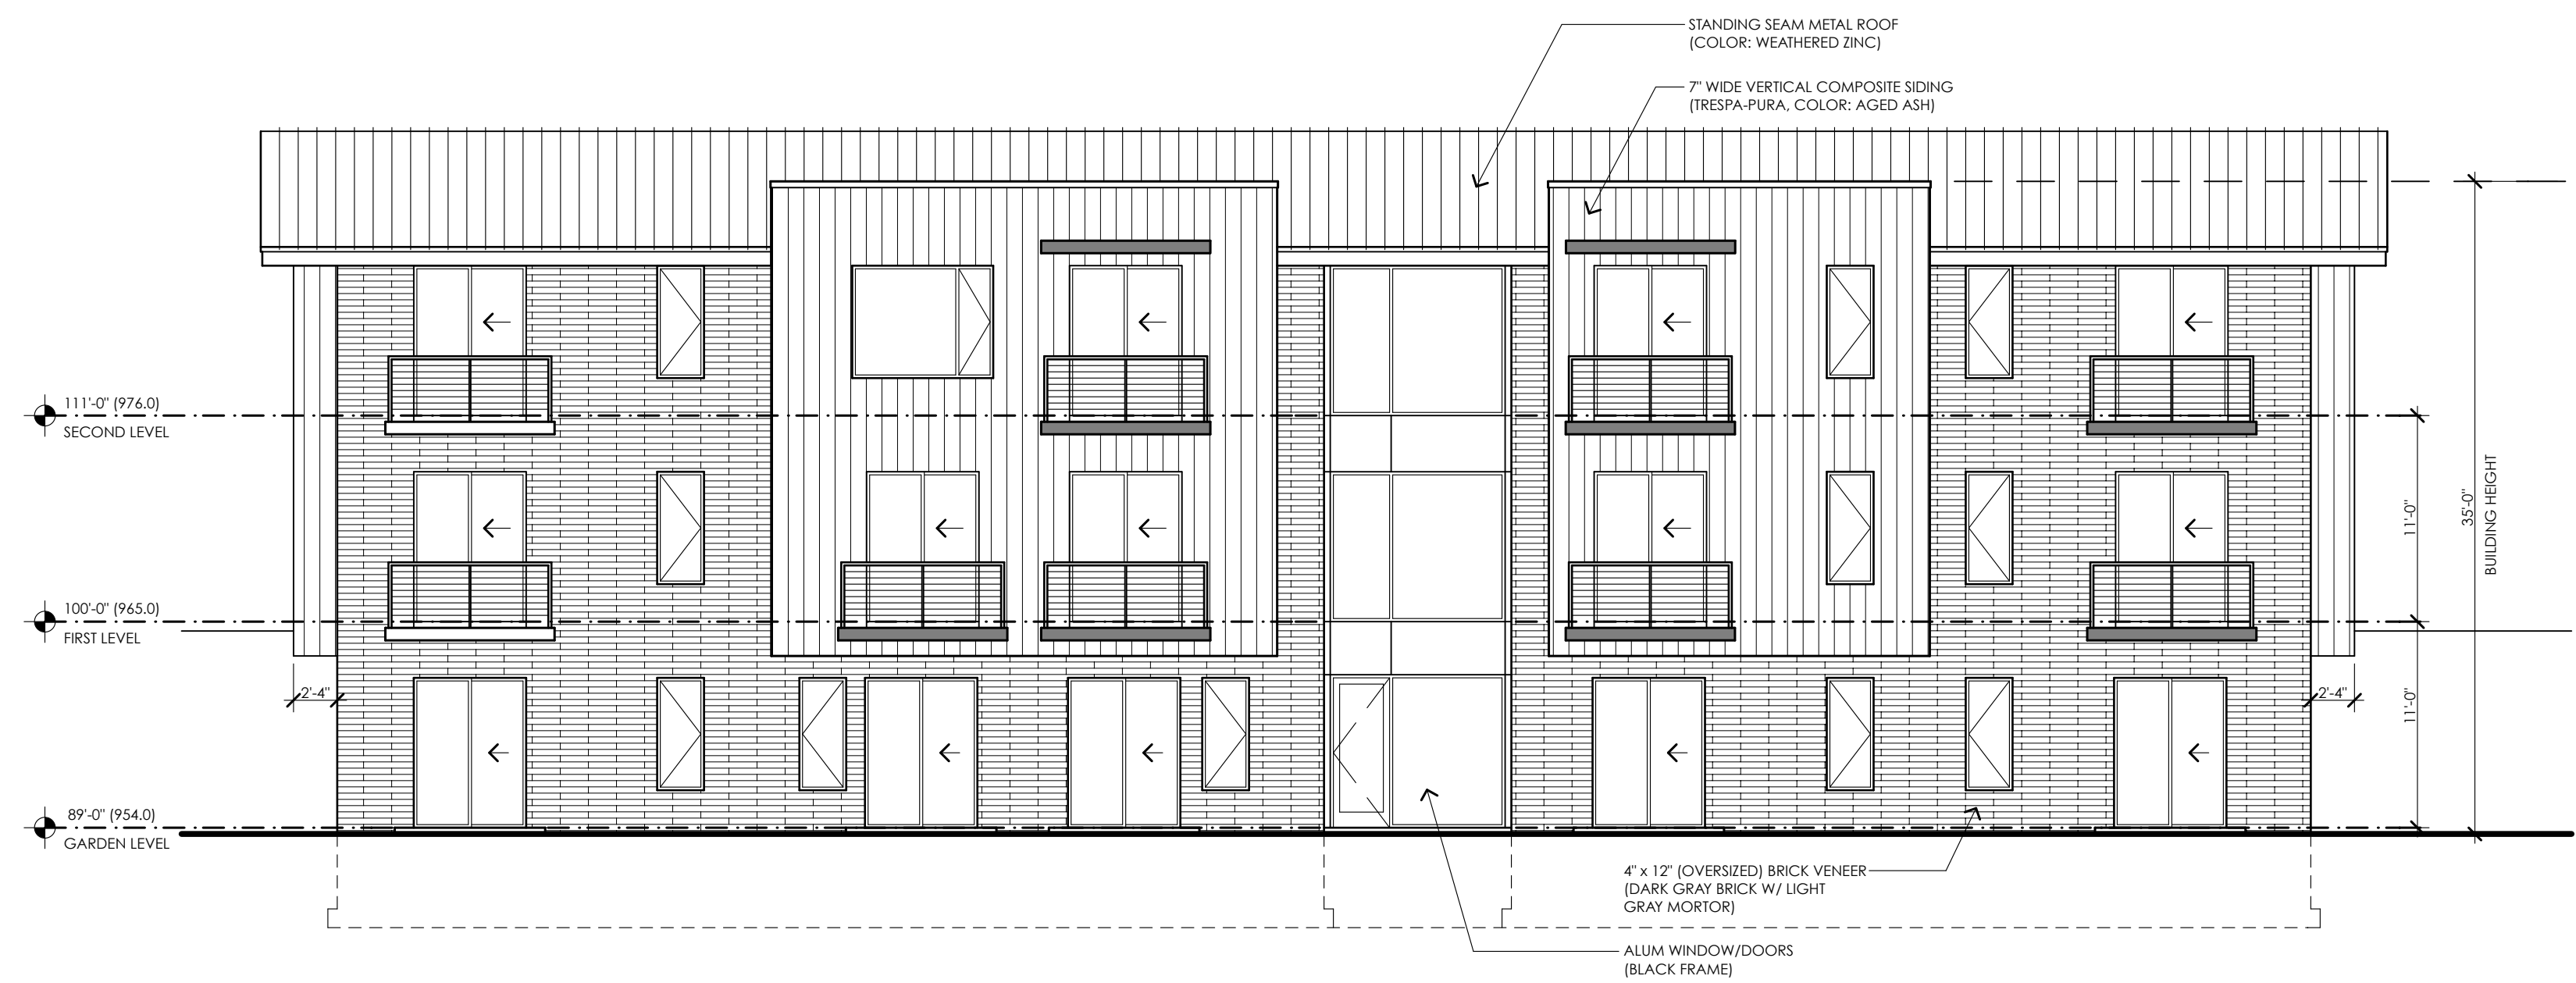 STANDING SEAM METAL ROOF
(COLOR: WEATHERED ZINC)
7" WIDE VERTICAL COMPOSITE SIDING
(TRESPA-PURA, COLOR: AGED ASH)
111'-0" (976.0)
SECOND LEVEL
100'-0" (965.0)
FIRST LEVEL
89'-0" (954.0)
GARDEN LEVEL
2'-4"
2'-4"
11'-0"
11'-0"
35'-0"
BUILDING HEIGHT
4" x 12" (OVERSIZED) BRICK VENEER
(DARK GRAY BRICK W/ LIGHT
GRAY MORTOR)
ALUM WINDOW/DOORS
(BLACK FRAME)